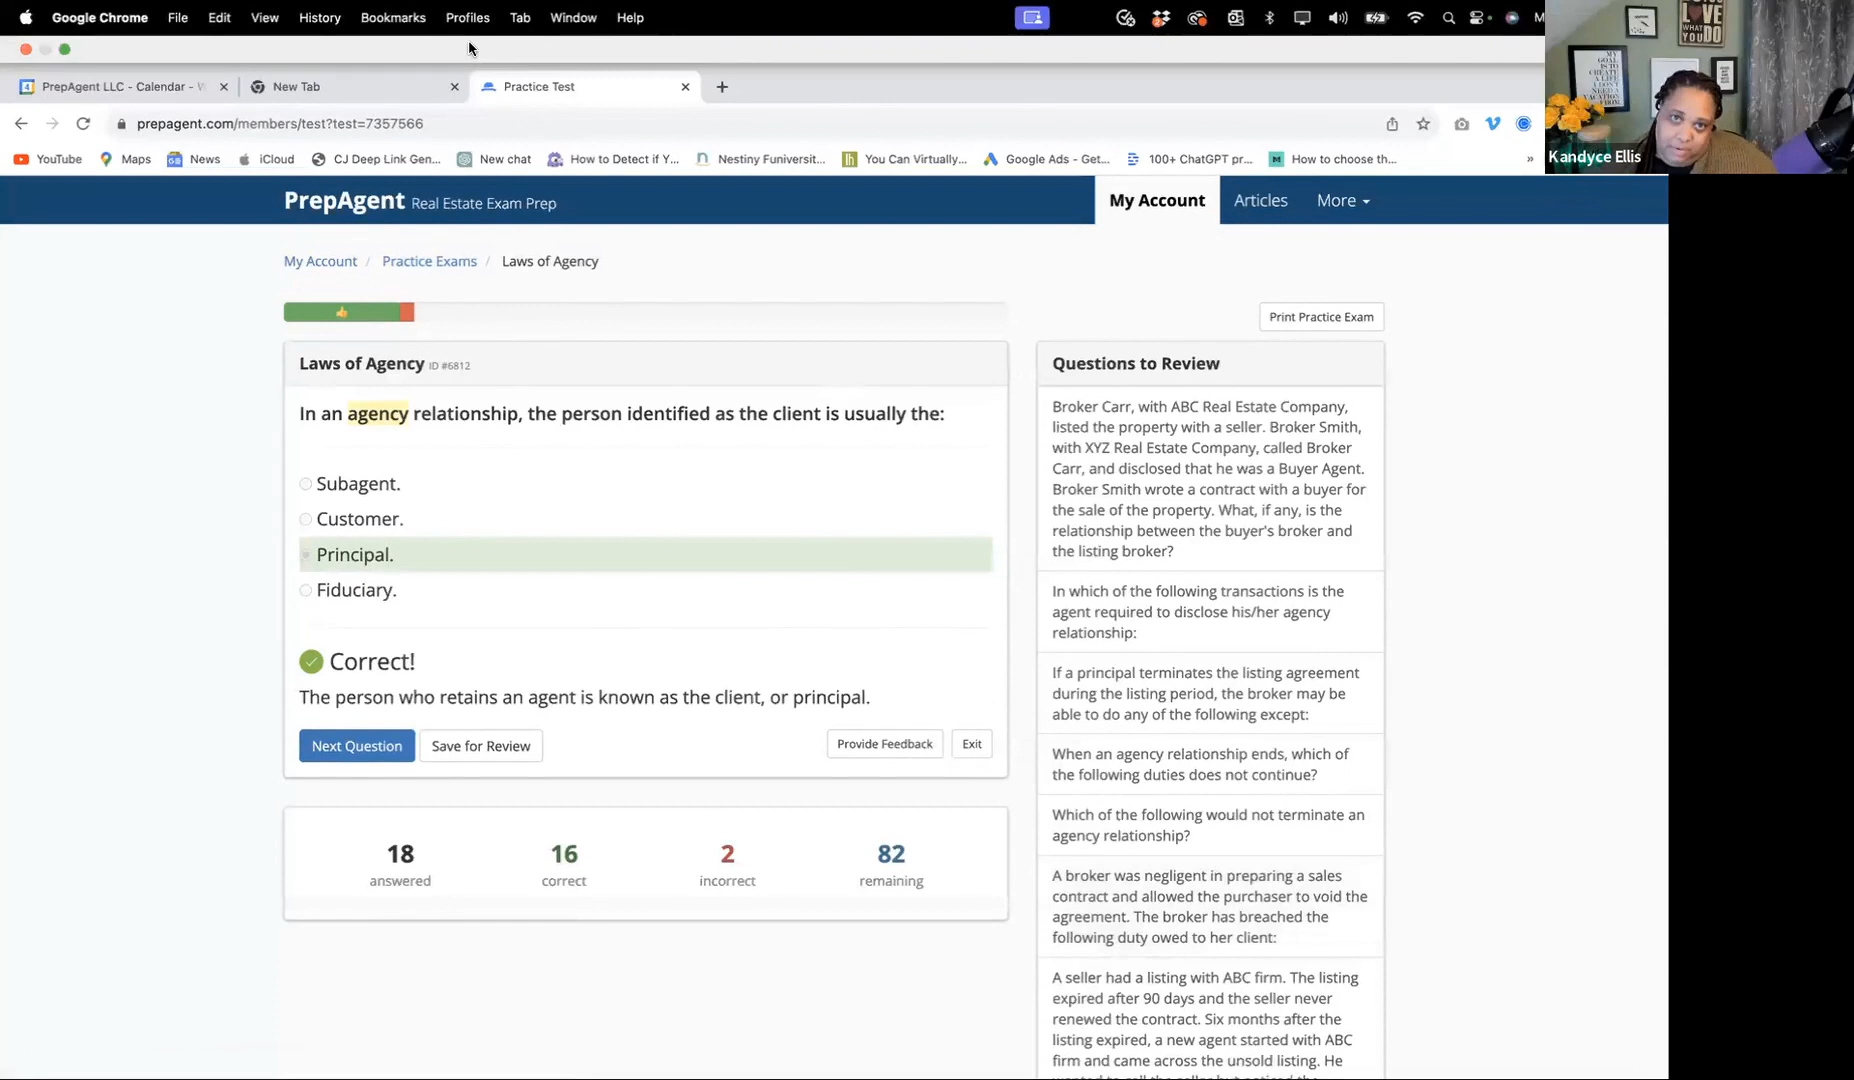 Google Chrome File Edit View History Bookmarks Profiles Tab Window Help
PrepAgent LLC - Calendar - New Tab Practice Test
prepagent.com/members/test?test=7357566
YouTube Maps News iCloud CJ Deep Link Gen... New chat How to Detect if Y... Nestiny Funiversit... You Can Virtually... Google Ads - Get... 100+ ChatGPT pr... How to choose th... »
LOVE
WHAT
YOU DO
MY
GOAL
IS TO
CREATE
A LIFE
I DON'T
NEED A
VACATION
FROM.
Kandyce Ellis
PrepAgent Real Estate Exam Prep
My Account Articles More
My Account / Practice Exams / Laws of Agency
Print Practice Exam
Laws of Agency ID #6812
In an agency relationship, the person identified as the client is usually the:
Subagent.
Customer.
Principal.
Fiduciary.
Correct!
The person who retains an agent is known as the client, or principal.
Next Question Save for Review Provide Feedback Exit
18 16 2 82
answered correct incorrect remaining
Questions to Review
Broker Carr, with ABC Real Estate Company,
listed the property with a seller. Broker Smith,
with XYZ Real Estate Company, called Broker
Carr, and disclosed that he was a Buyer Agent.
Broker Smith wrote a contract with a buyer for
the sale of the property. What, if any, is the
relationship between the buyer's broker and
the listing broker?
In which of the following transactions is the
agent required to disclose his/her agency
relationship:
If a principal terminates the listing agreement
during the listing period, the broker may be
able to do any of the following except:
When an agency relationship ends, which of
the following duties does not continue?
Which of the following would not terminate an
agency relationship?
A broker was negligent in preparing a sales
contract and allowed the purchaser to void the
agreement. The broker has breached the
following duty owed to her client:
A seller had a listing with ABC firm. The listing
expired after 90 days and the seller never
renewed the contract. Six months after the
listing expired, a new agent started with ABC
firm and came across the unsold listing. He